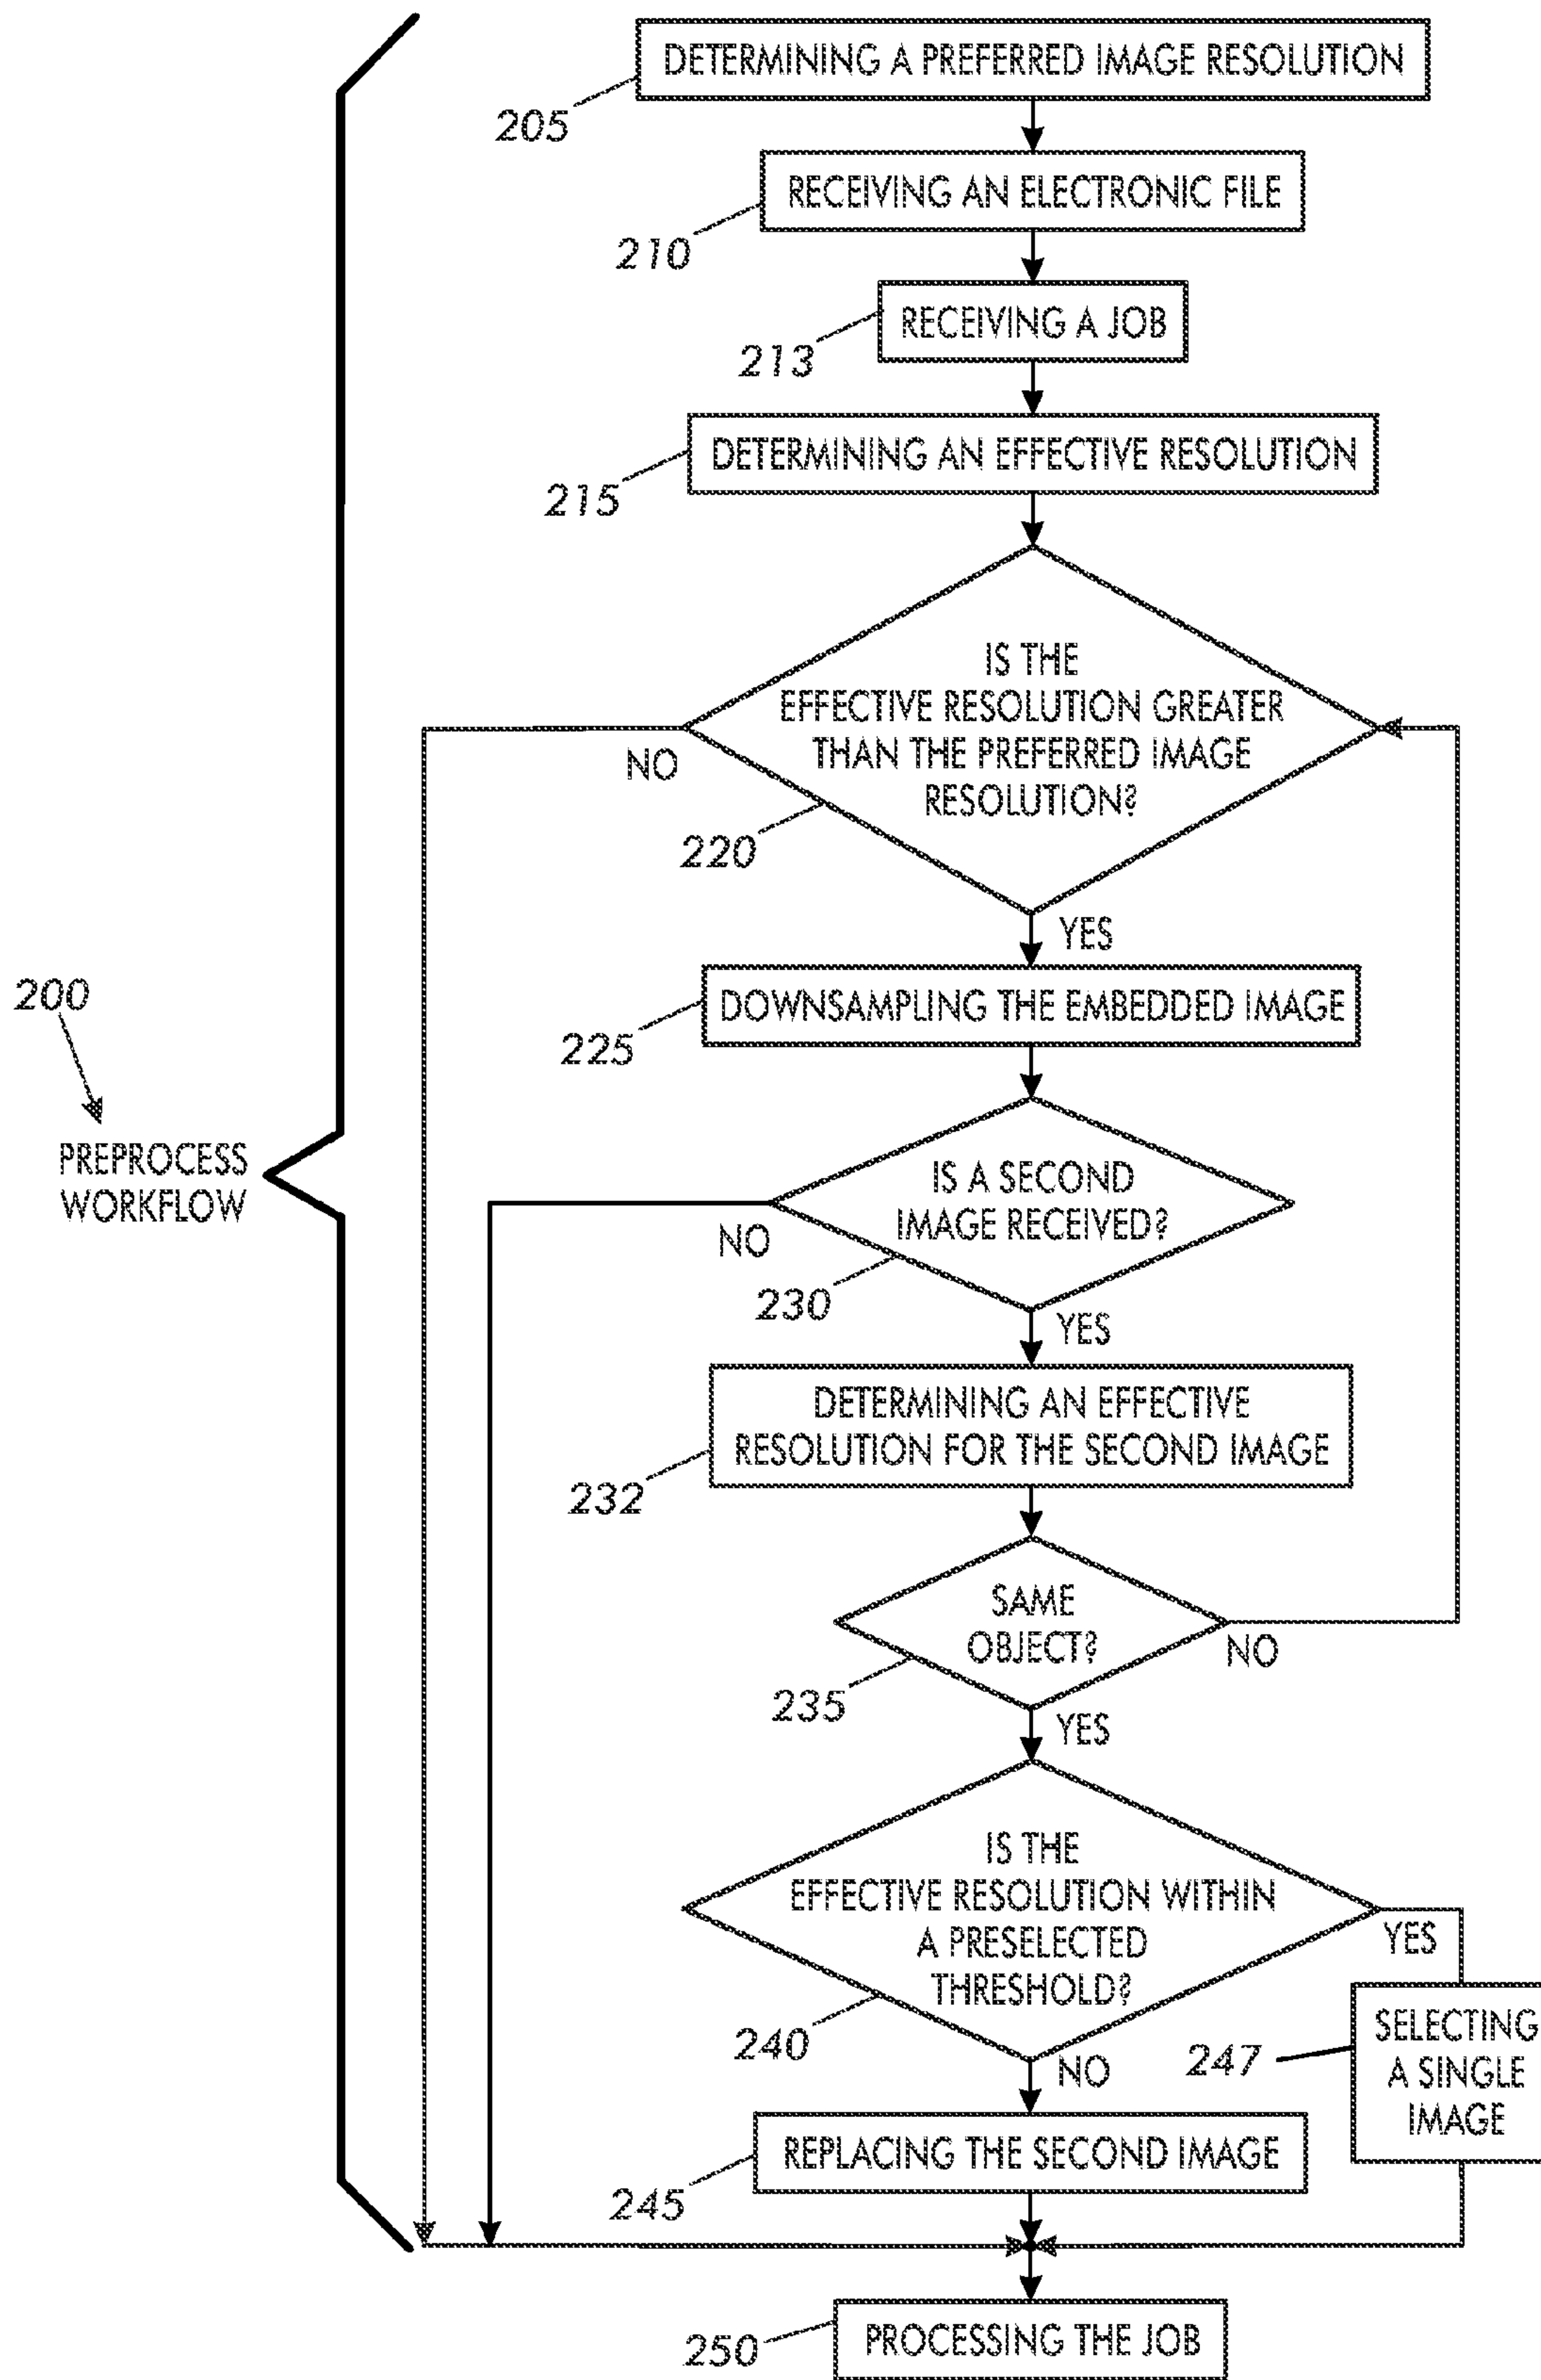 DETERMINING A PREFERRED IMAGE RESOLUTION
205
RECEIVING AN ELECTRONIC FILE
210
RECEIVING A JOB
213
DETERMINING AN EFFECTIVE RESOLUTION
215
IS THE
EFFECTIVE RESOLUTION GREATER
THAN THE PREFERRED IMAGE
RESOLUTION?
NO
220
YES
DOWNSAMPLING THE EMBEDDED IMAGE
225
200
PREPROCESS
WORKFLOW
IS A SECOND
IMAGE RECEIVED?
NO
230
YES
DETERMINING AN EFFECTIVE
RESOLUTION FOR THE SECOND IMAGE
232
SAME
OBJECT?
NO
235
YES
IS THE
EFFECTIVE RESOLUTION WITHIN
A PRESELECTED
THRESHOLD?
YES
240
NO
247
SELECTING
A SINGLE
IMAGE
REPLACING THE SECOND IMAGE
245
PROCESSING THE JOB
250